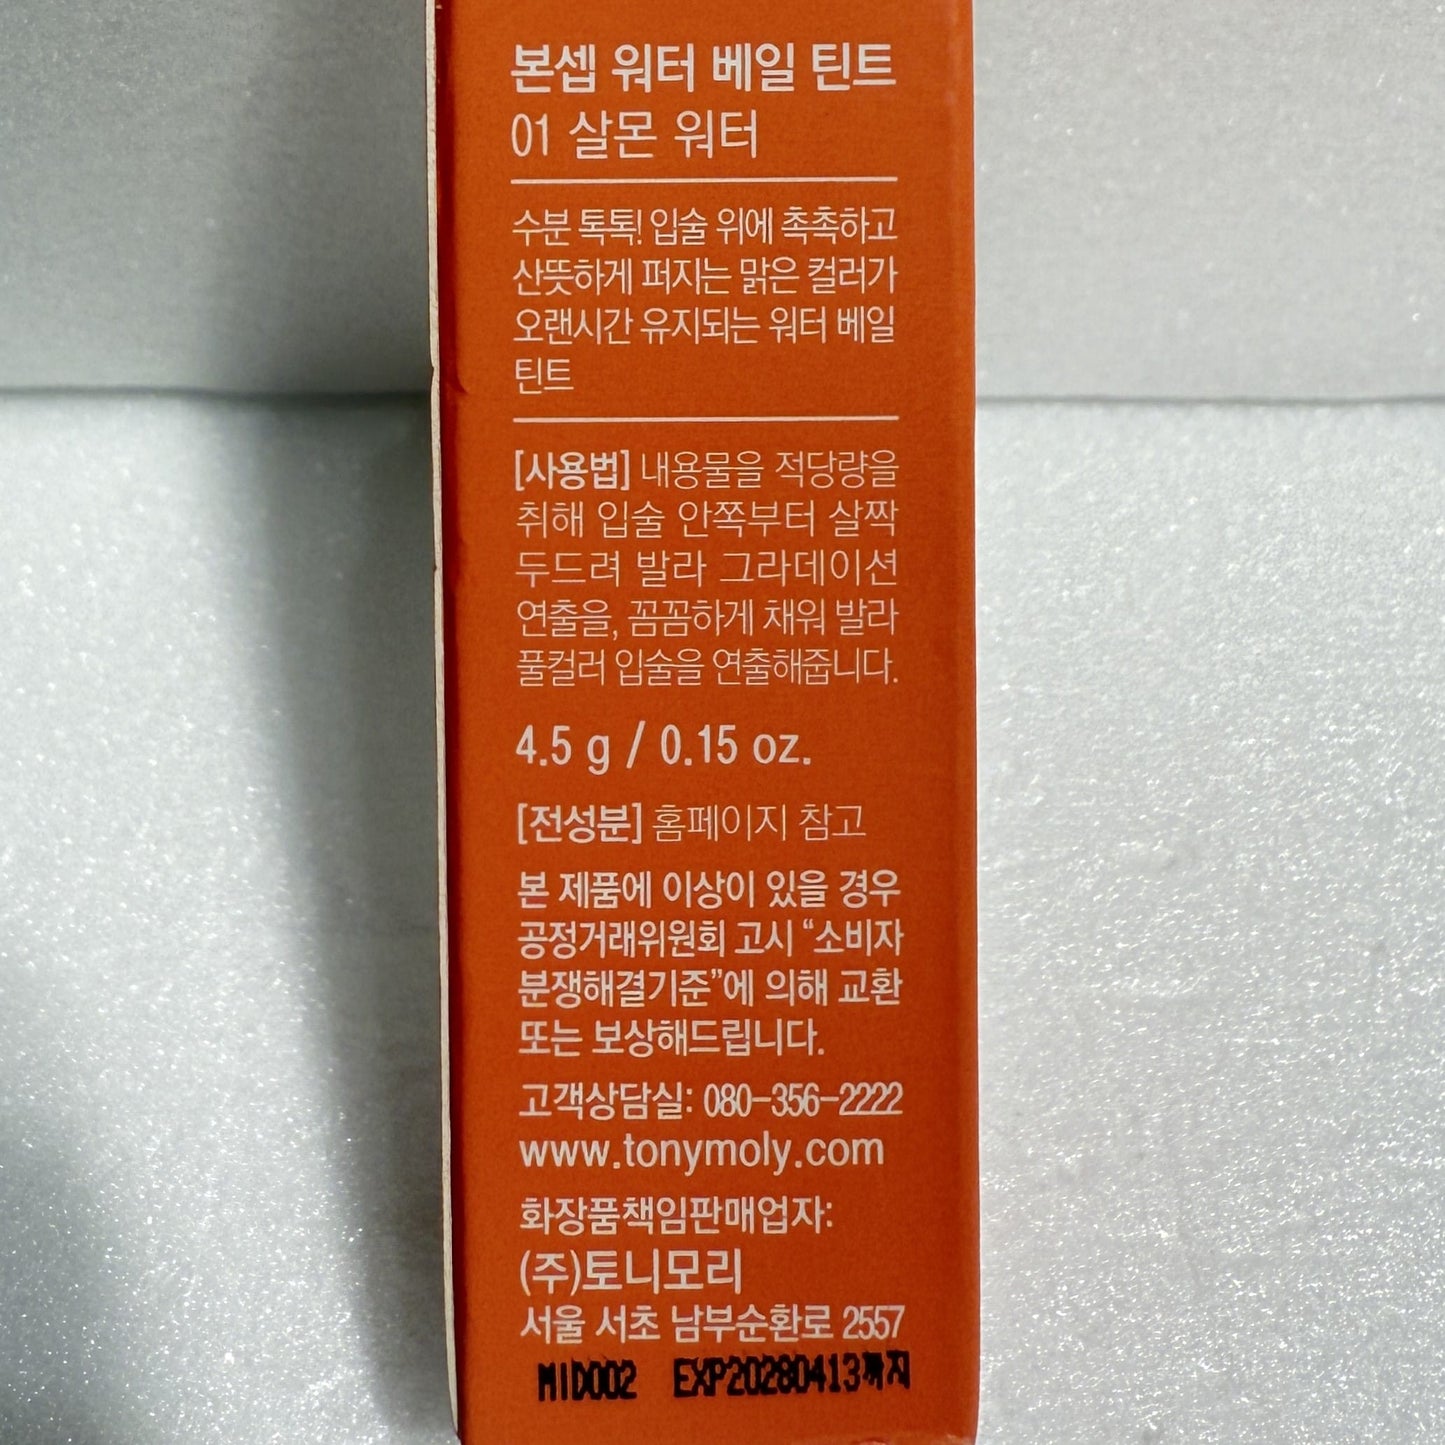 본셉 워터 베일 틴트
01 살몬 워터
수분 톡톡! 입술 위에 촉촉하고
산뜻하게 퍼지는 맑은 컬러가
오랜시간 유지되는 워터 베일
틴트
[사용법] 내용물을 적당량을
취해 입술 안쪽부터 살짝
두드려 발라 그라데이션
연출을, 꼼꼼하게 채워 발라
풀컬러 입술을 연출해줍니다.
4.5 g / 0.15 oz.
[전성분] 홈페이지 참고
본 제품에 이상이 있을 경우
공정거래위원회 고시 “소비자
분쟁해결기준”에 의해 교환
또는 보상해드립니다.
고객상담실: 080-356-2222
www.tonymoly.com
화장품책임판매업자:
(주)토니모리
서울 서초 남부순환로 2557
MID002 EXP20280413까지